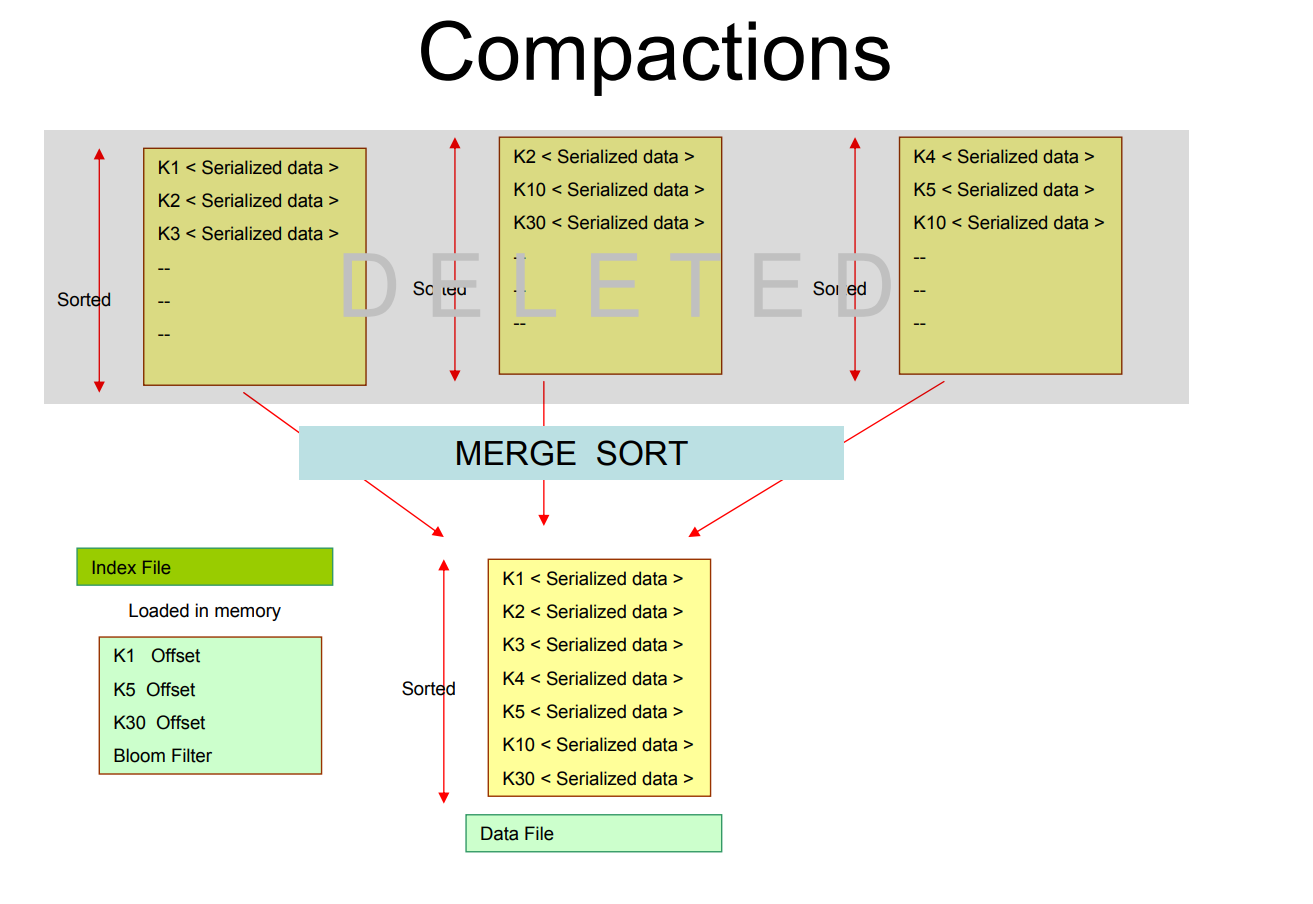 Compactions
Sorted
K1 < Serialized data >
K2 < Serialized data >
K3 < Serialized data >
--
--
--
Sorted
K2 < Serialized data >
K10 < Serialized data >
K30 < Serialized data >
--
--
--
Sorted
K4 < Serialized data >
K5 < Serialized data >
K10 < Serialized data >
--
--
--
DELETED
MERGE SORT
Index File
Loaded in memory
K1 Offset
K5 Offset
K30 Offset
Bloom Filter
Sorted
K1 < Serialized data >
K2 < Serialized data >
K3 < Serialized data >
K4 < Serialized data >
K5 < Serialized data >
K10 < Serialized data >
K30 < Serialized data >
Data File